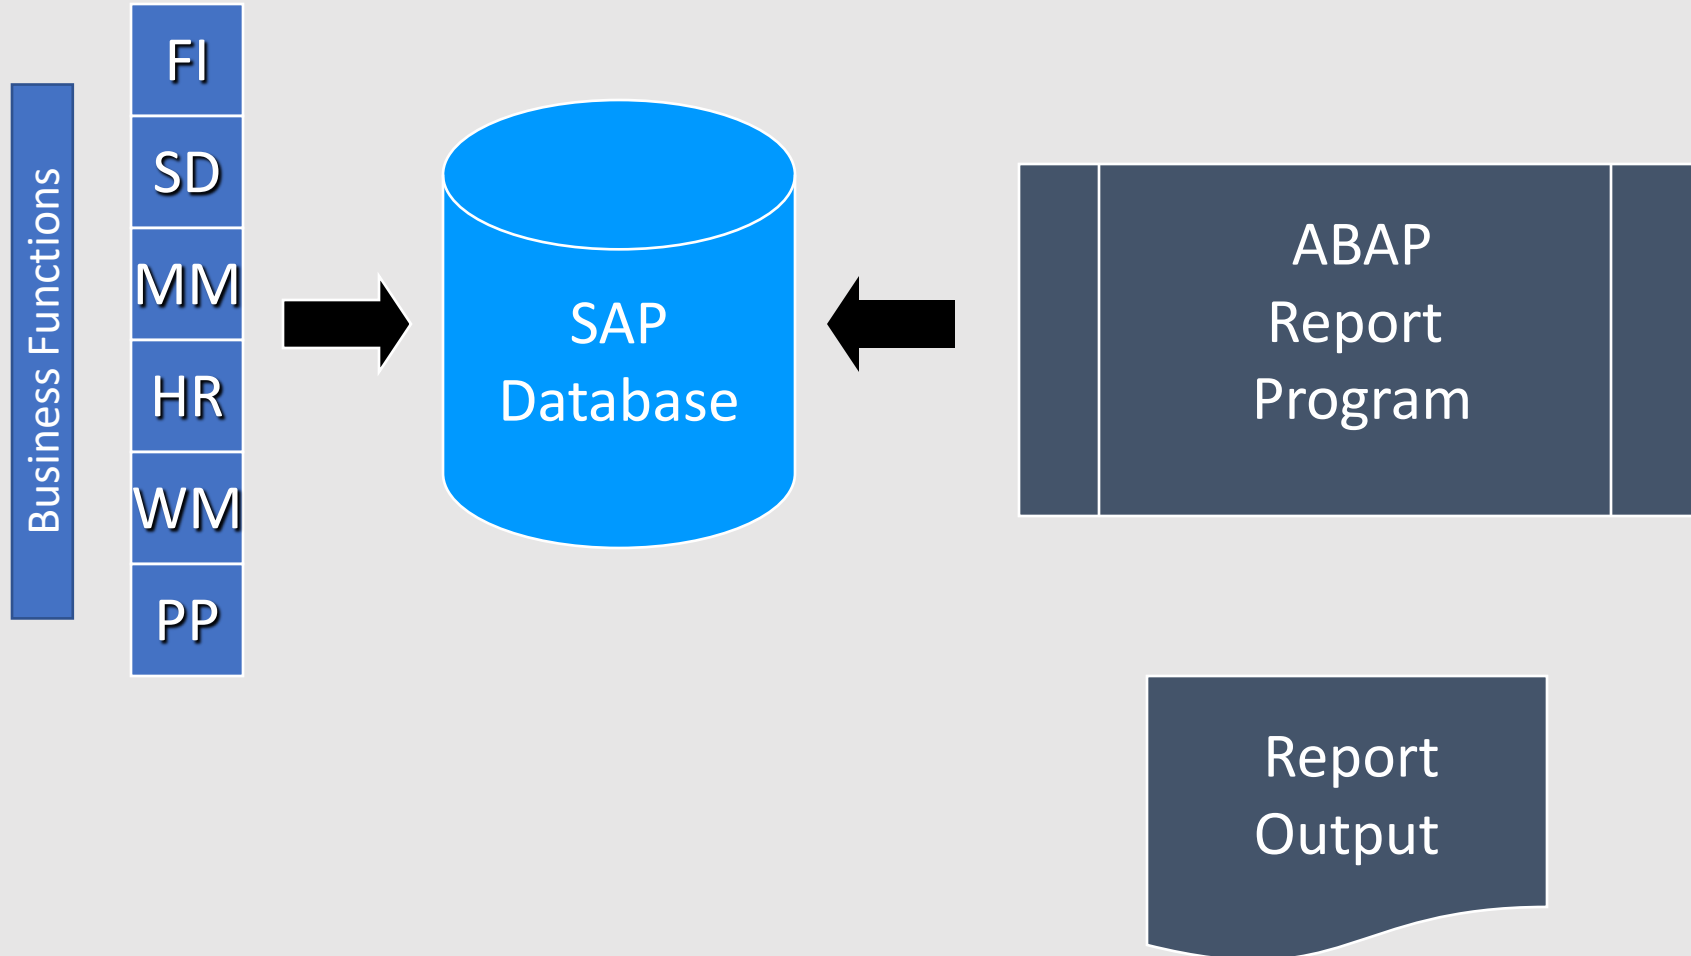 Business Functions
FI
SD
MM
HR
WM
PP
SAP
Database
ABAP
Report
Program
Report
Output